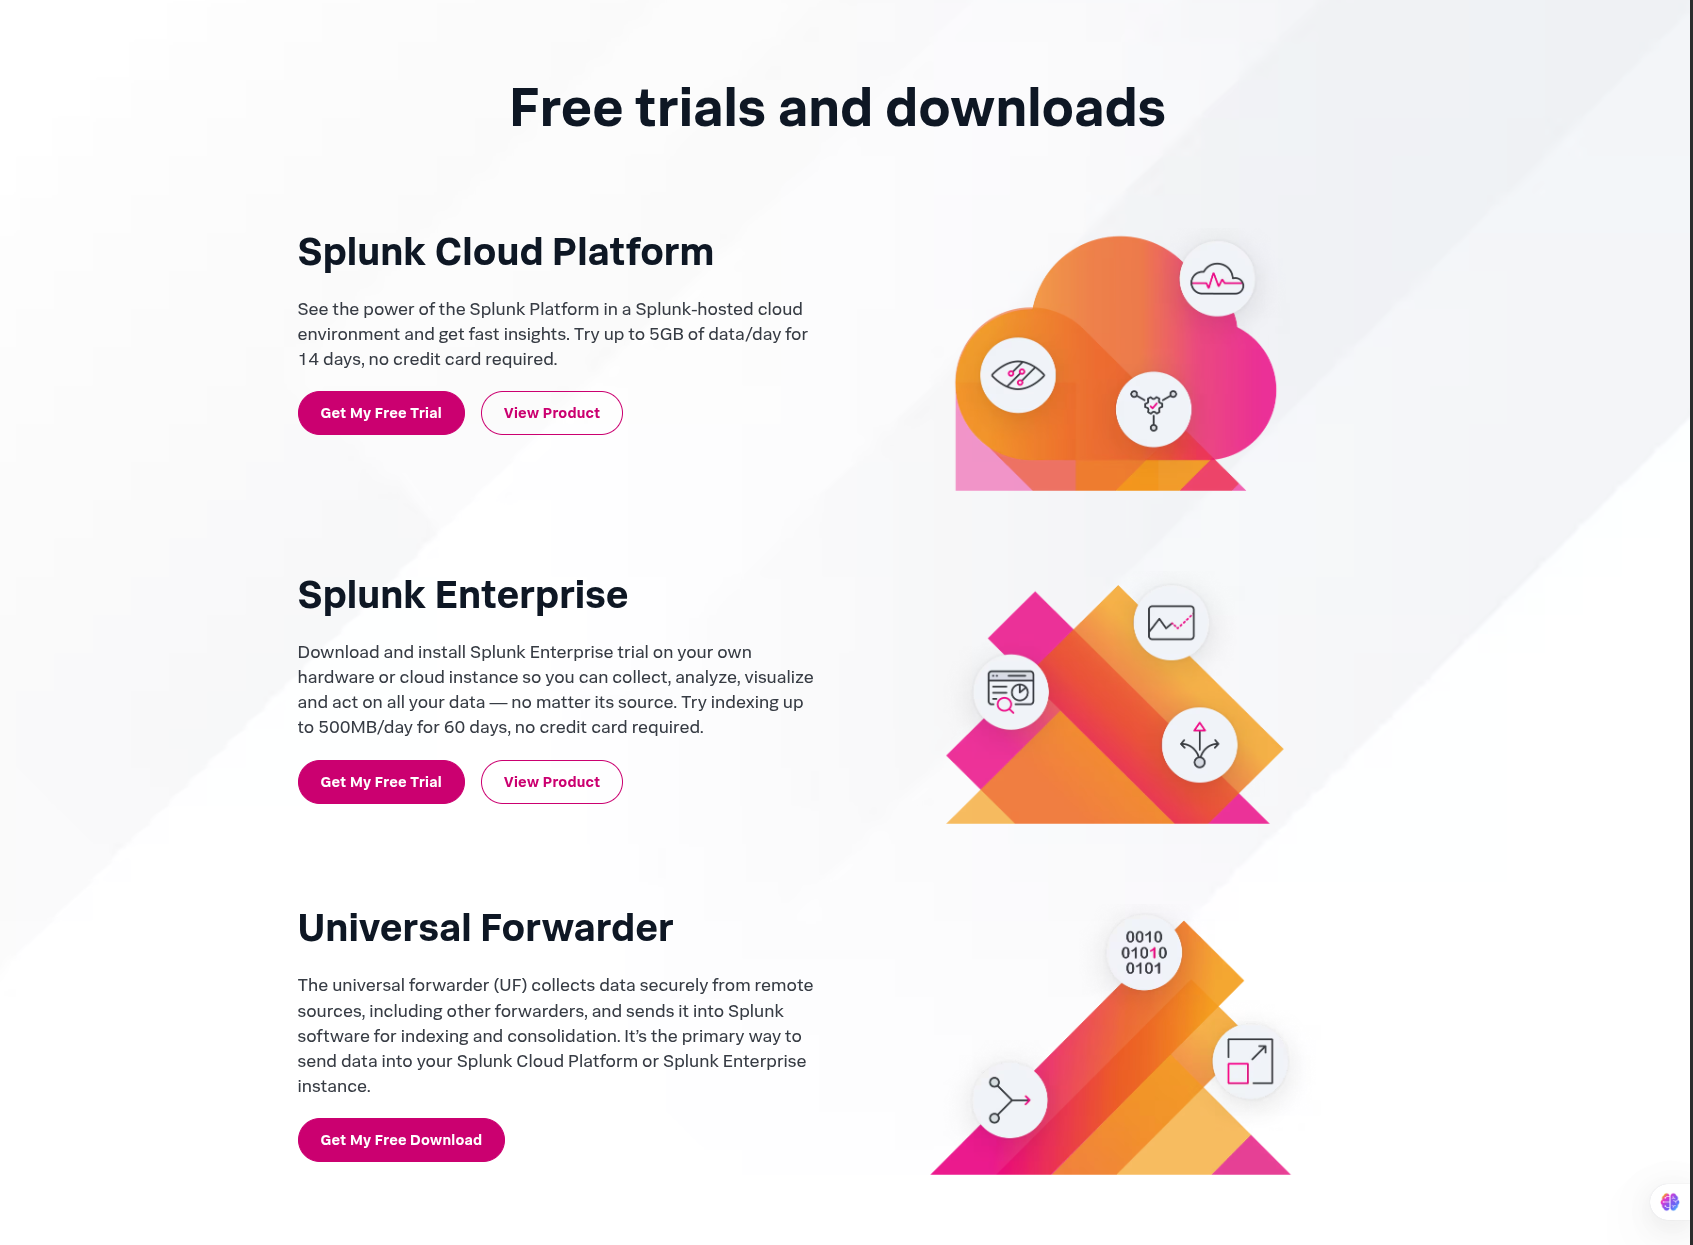 Free trials and downloads
Splunk Cloud Platform
See the power of the Splunk Platform in a Splunk-hosted cloud
environment and get fast insights. Try up to 5GB of data/day for
14 days, no credit card required.
Get My Free Trial
View Product
Splunk Enterprise
Download and install Splunk Enterprise trial on your own
hardware or cloud instance so you can collect, analyze, visualize
and act on all your data — no matter its source. Try indexing up
to 500MB/day for 60 days, no credit card required.
Get My Free Trial
View Product
Universal Forwarder
The universal forwarder (UF) collects data securely from remote
sources, including other forwarders, and sends it into Splunk
software for indexing and consolidation. It’s the primary way to
send data into your Splunk Cloud Platform or Splunk Enterprise
instance.
Get My Free Download
0010
01010
0101